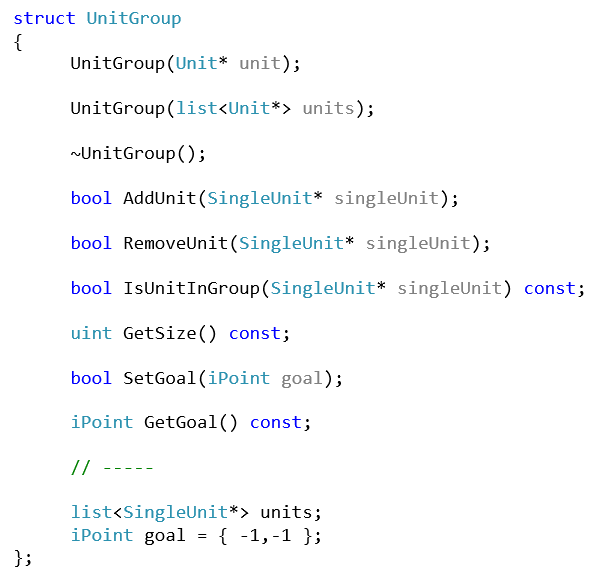 struct UnitGroup
{
UnitGroup(Unit* unit);
UnitGroup(list<Unit*> units);
~UnitGroup();
bool AddUnit(SingleUnit* singleUnit);
bool RemoveUnit(SingleUnit* singleUnit);
bool IsUnitInGroup(SingleUnit* singleUnit) const;
uint GetSize() const;
bool SetGoal(iPoint goal);
iPoint GetGoal() const;
// -----
list<SingleUnit*> units;
iPoint goal = { -1,-1 };
};